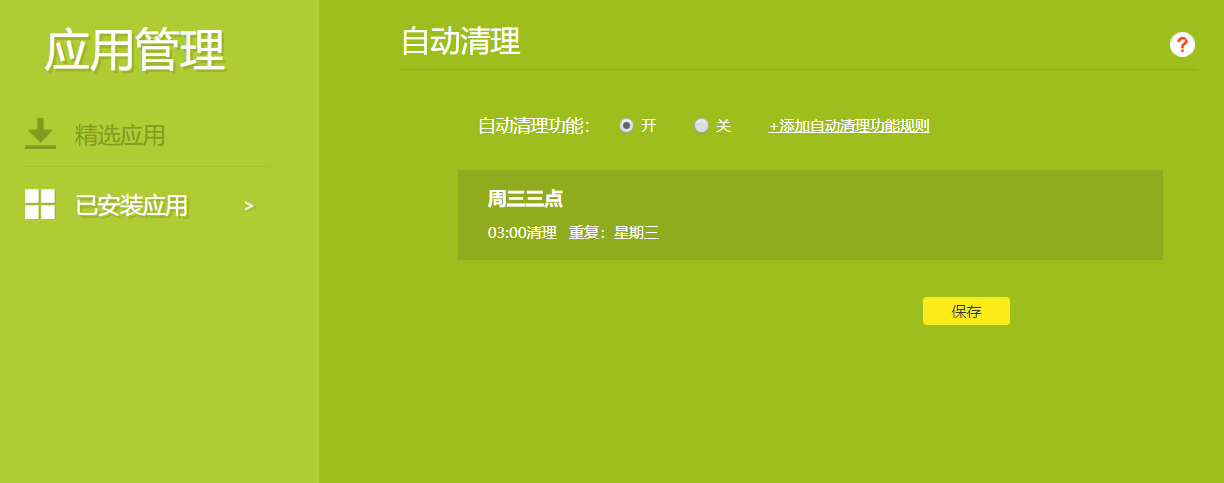 应用管理
精选应用
已安装应用 >
自动清理
?
自动清理功能： 开 关 +添加自动清理功能规则
周三三点
03:00清理 重复：星期三
保存